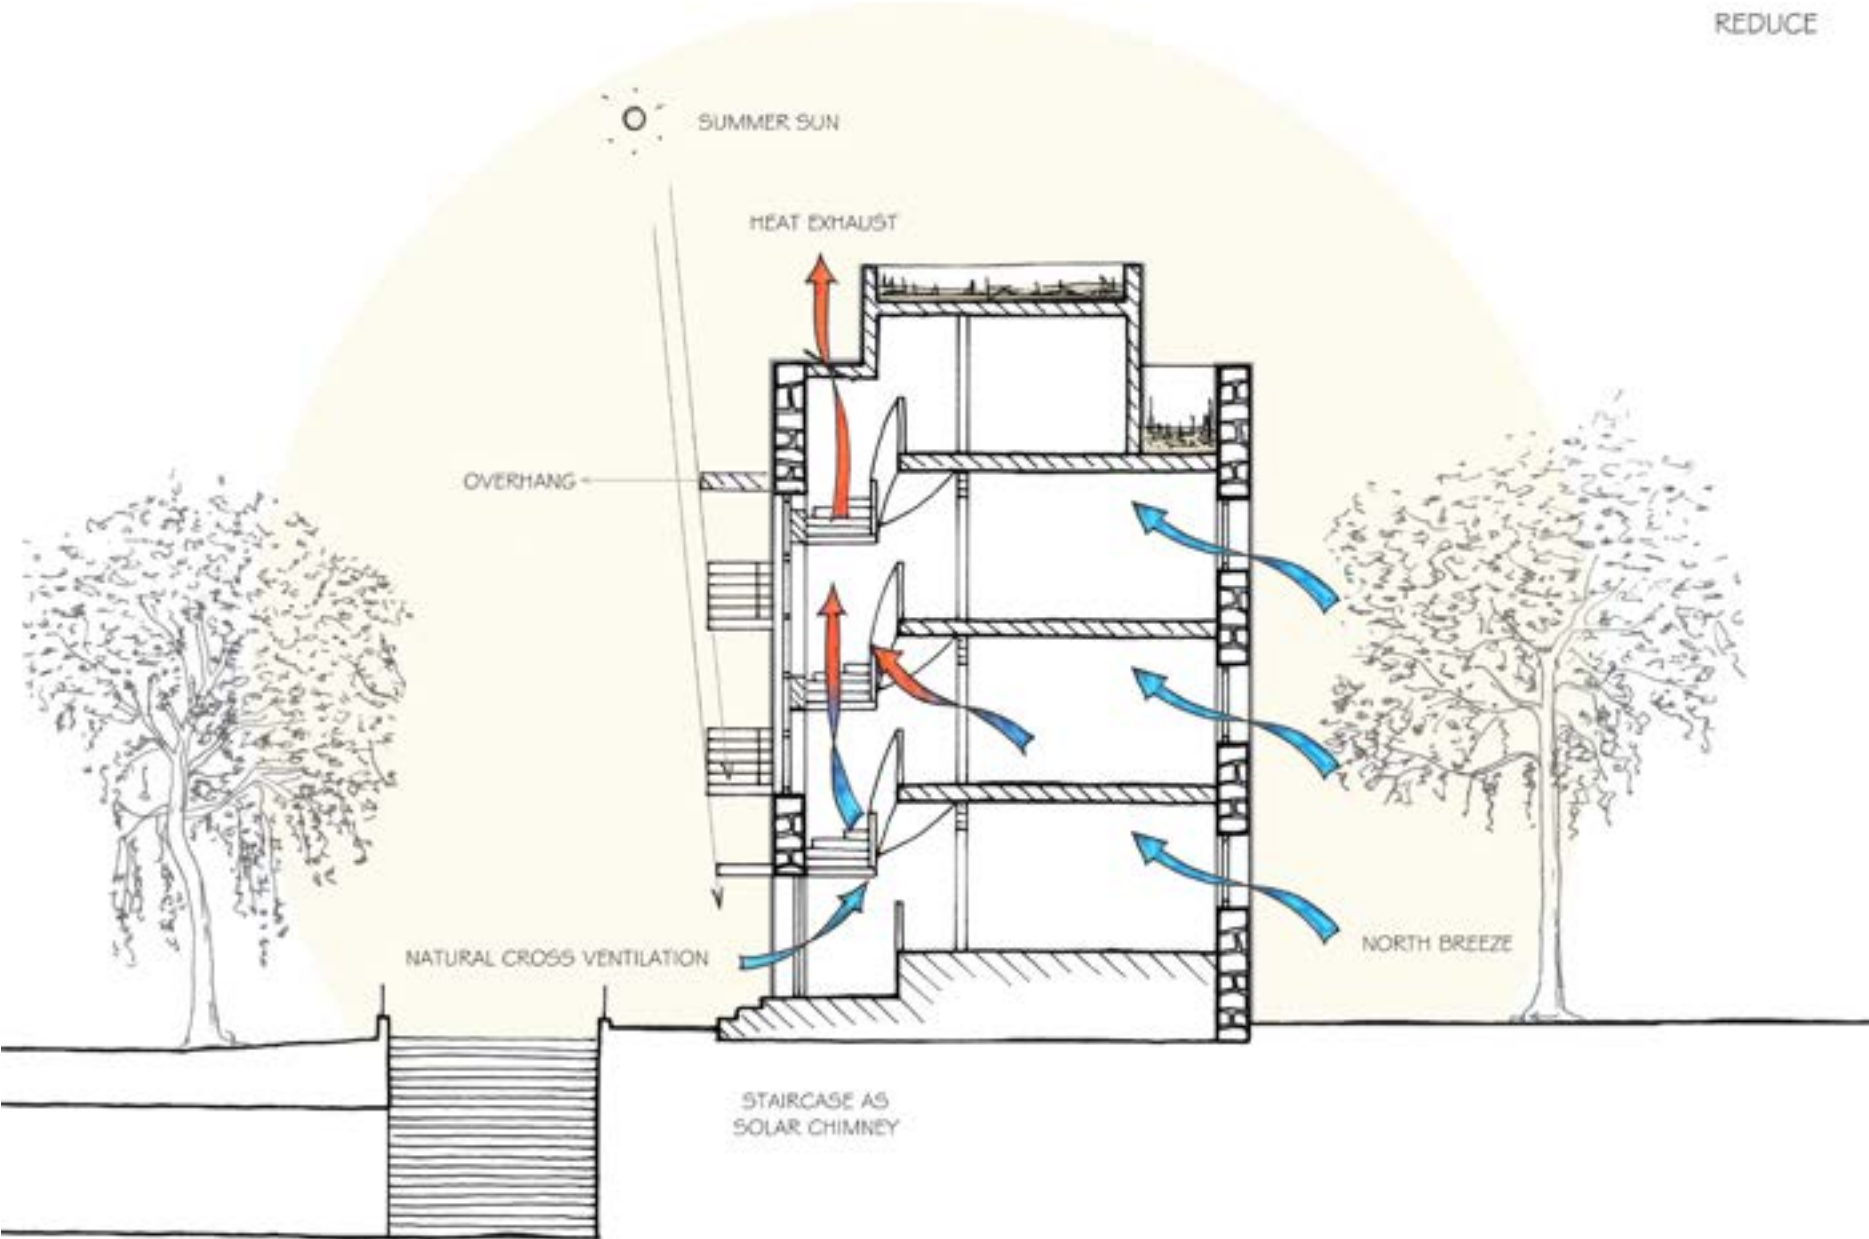 REDUCE
SUMMER SUN
HEAT EXHAUST
OVERHANG
NATURAL CROSS VENTILATION
NORTH BREEZE
STAIRCASE AS
SOLAR CHIMNEY